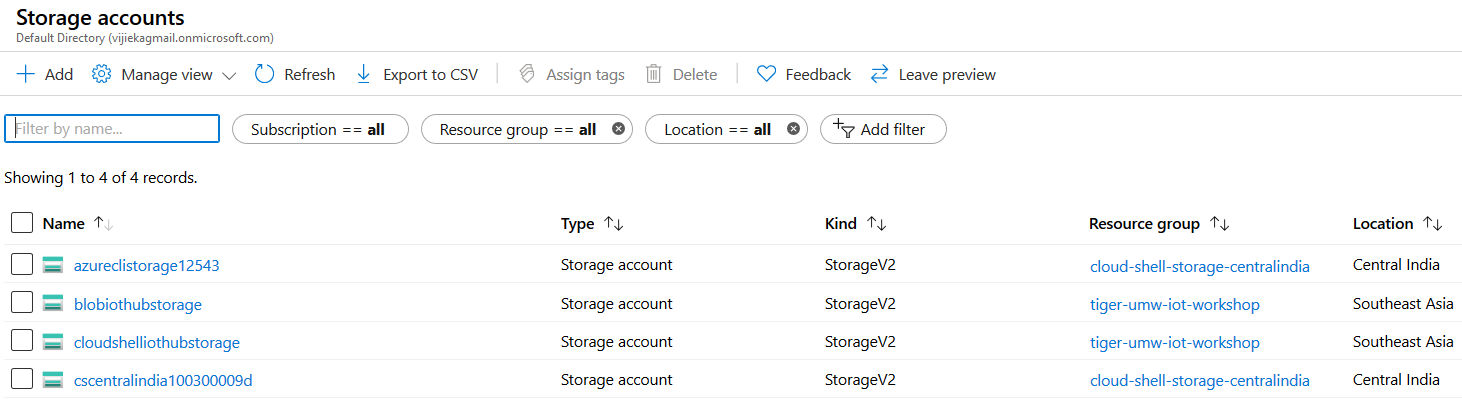 Storage accounts
Default Directory (vijiekagmail.onmicrosoft.com)
Add Manage view Refresh Export to CSV Assign tags Delete Feedback Leave preview
Filter by name... Subscription == all Resource group == all Location == all Add filter
Showing 1 to 4 of 4 records.
Name Type Kind Resource group Location
azureclistorage12543 Storage account StorageV2 cloud-shell-storage-centralindia Central India
blobiothubstorage Storage account StorageV2 tiger-umw-iot-workshop Southeast Asia
cloudshelliothubstorage Storage account StorageV2 tiger-umw-iot-workshop Southeast Asia
cscentralindia100300009d Storage account StorageV2 cloud-shell-storage-centralindia Central India